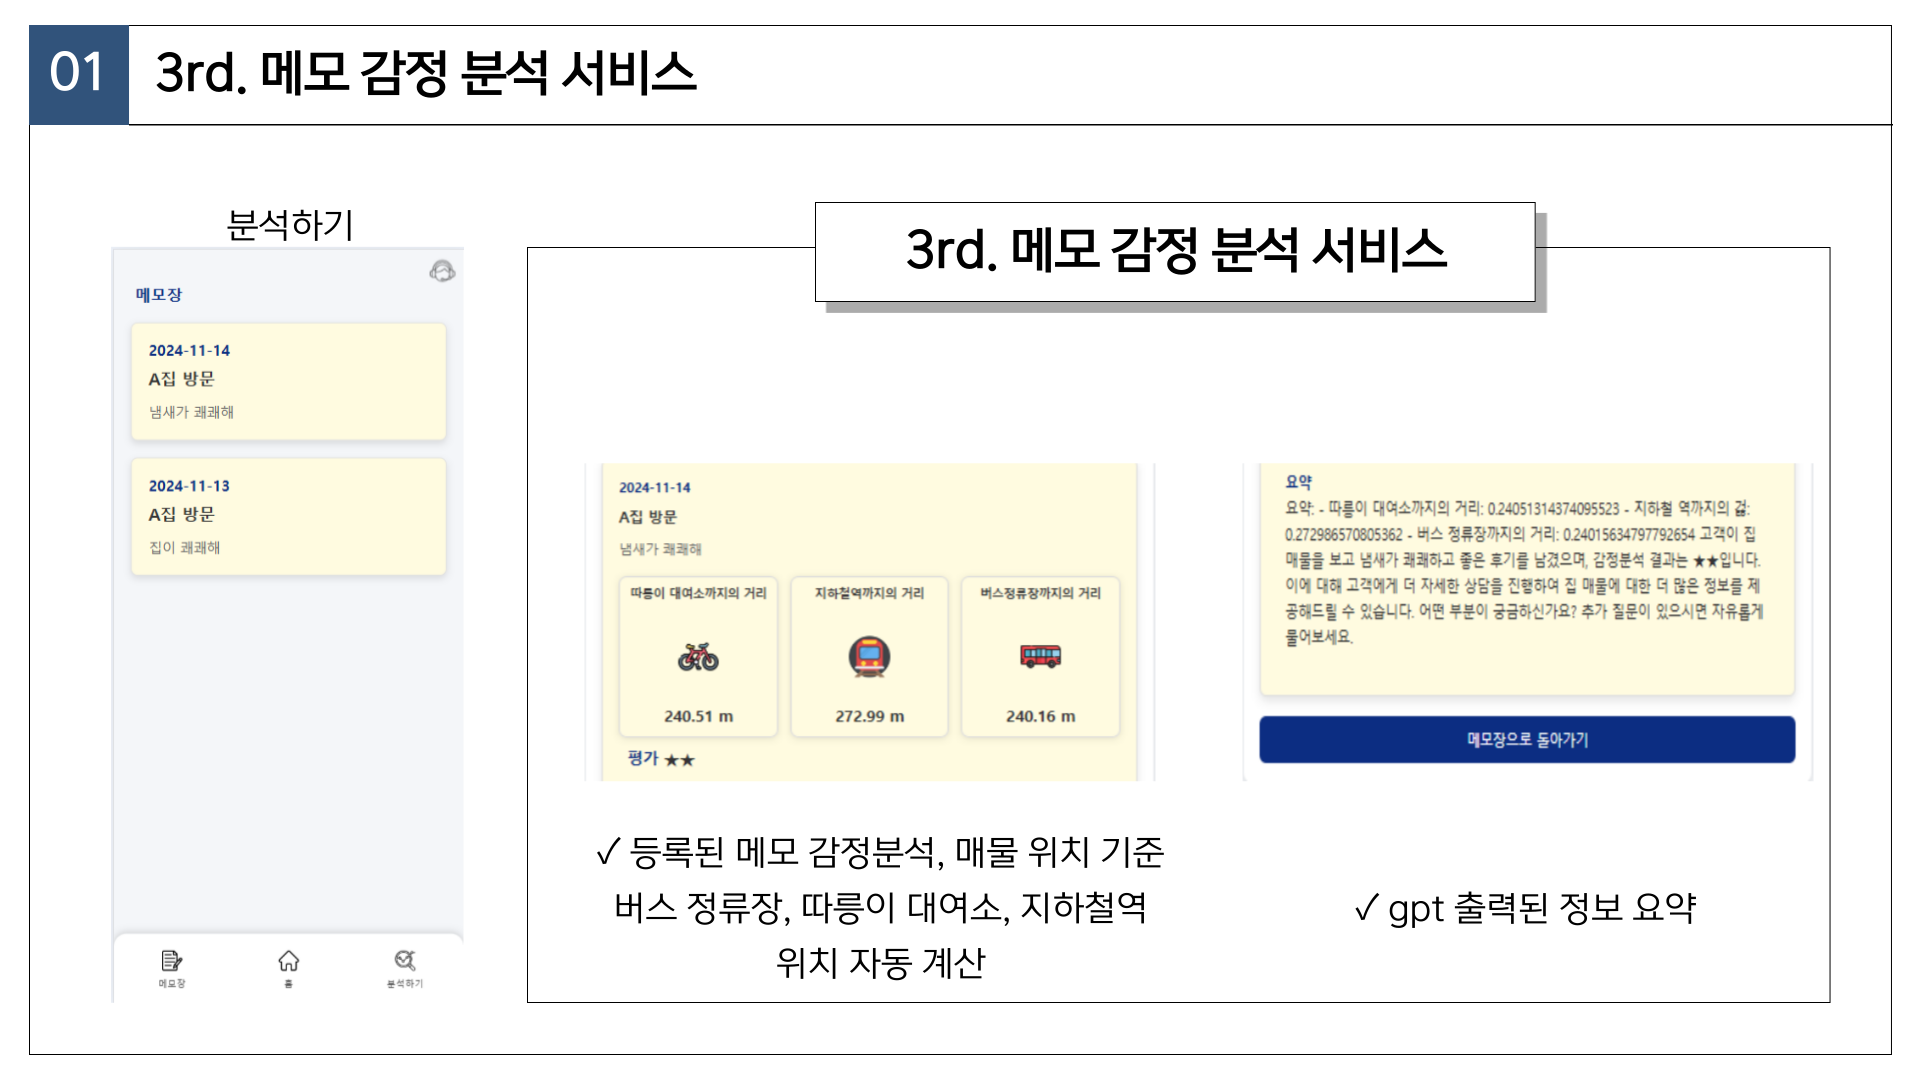 01
3rd. 메모 감정 분석 서비스
분석하기
메모장
2024-11-14
A집 방문
냄새가 쾌쾌해
2024-11-13
A집 방문
집이 쾌쾌해
메모장
홈
분석하기
3rd. 메모 감정 분석 서비스
2024-11-14
A집 방문
냄새가 쾌쾌해
따릉이 대여소까지의 거리
지하철역까지의 거리
버스정류장까지의 거리
240.51 m
272.99 m
240.16 m
평가 ★★
✓ 등록된 메모 감정분석, 매물 위치 기준
버스 정류장, 따릉이 대여소, 지하철역
위치 자동 계산
요약
요약: - 따릉이 대여소까지의 거리: 0.24051314374095523 - 지하철 역까지의
0.272986570805362 - 버스 정류장까지의 거리: 0.24015634797792654 고객이 집
매물을 보고 냄새가 쾌쾌하고 좋은 후기를 남겼으며, 감정분석 결과는 ★★입니다.
이에 대해 고객에게 더 자세한 상담을 진행하여 집 매물에 대한 더 많은 정보를 제
공해드릴 수 있습니다. 어떤 부분이 궁금하신가요? 추가 질문이 있으시면 자유롭게
물어보세요.
메모장으로 돌아가기
✓ gpt 출력된 정보 요약